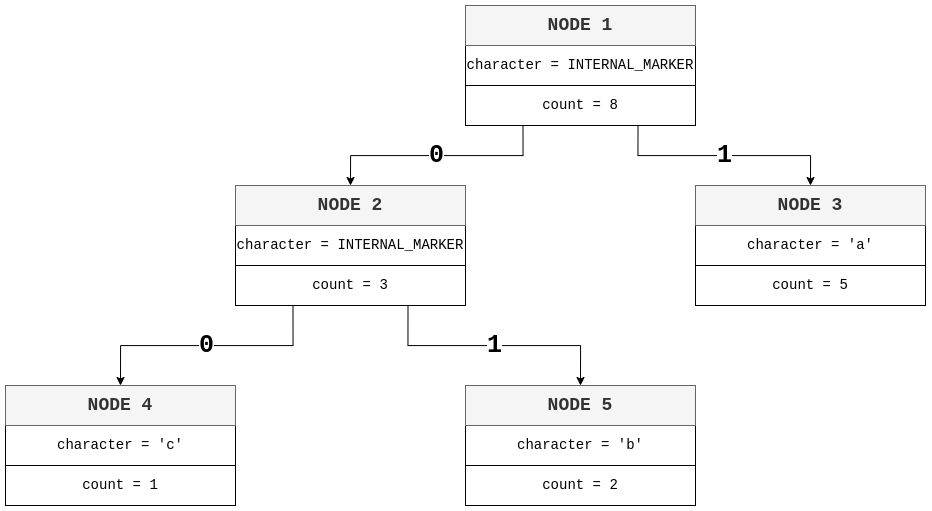 NODE 1
character = INTERNAL_MARKER
count = 8
0
1
NODE 2
character = INTERNAL_MARKER
count = 3
NODE 3
character = 'a'
count = 5
0
1
NODE 4
character = 'c'
count = 1
NODE 5
character = 'b'
count = 2